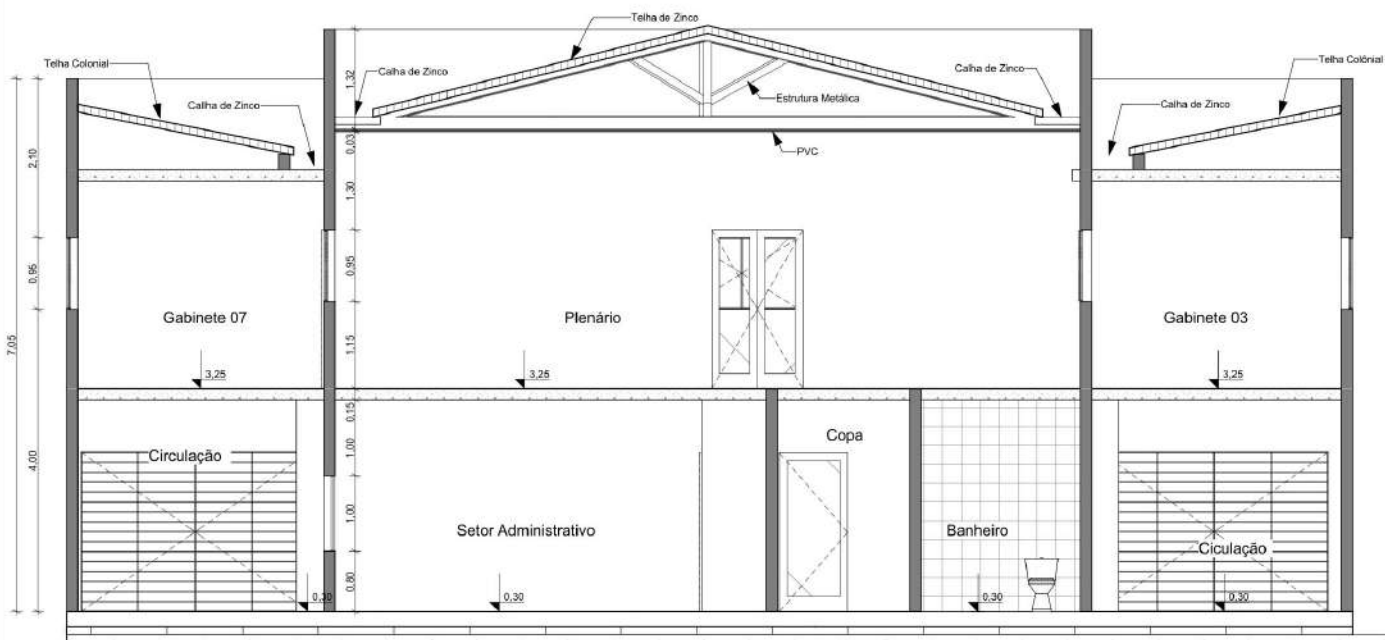 Telha de Zinco
Telha Colonial
Calha de Zinco
Callha de Zinco
Estrutura Metálica
PVC
Calha de Zinco
Calha de Zinco
Telha Colônial
1,32
0,03
2,10
1,30
0,95
0,95
7,05
Gabinete 07
Plenário
Gabinete 03
1,15
3,25
3,25
3,25
0,15
4,00
1,00
Circulação
Copa
1,00
Setor Administrativo
Banheiro
Ciculação
0,80
0,30
0,30
0,30
0,30